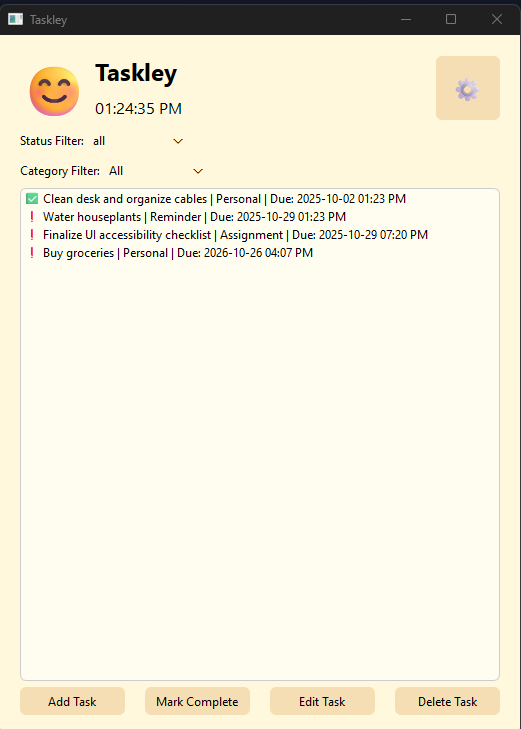 Taskley
Taskley
01:24:35 PM
Status Filter: all
Category Filter: All
✅ Clean desk and organize cables | Personal | Due: 2025-10-02 01:23 PM
❗ Water houseplants | Reminder | Due: 2025-10-29 01:23 PM
❗ Finalize UI accessibility checklist | Assignment | Due: 2025-10-29 07:20 PM
❗ Buy groceries | Personal | Due: 2026-10-26 04:07 PM
Add Task Mark Complete Edit Task Delete Task